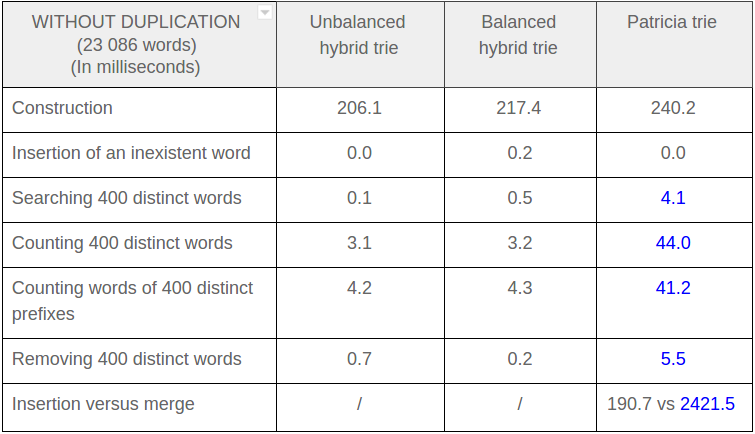 WITHOUT DUPLICATION
(23 086 words)
(In milliseconds)
Unbalanced
hybrid trie
Balanced
hybrid trie
Patricia trie
Construction 206.1 217.4 240.2
Insertion of an inexistent word 0.0 0.2 0.0
Searching 400 distinct words 0.1 0.5 4.1
Counting 400 distinct words 3.1 3.2 44.0
Counting words of 400 distinct 4.2 4.3 41.2
prefixes
Removing 400 distinct words 0.7 0.2 5.5
Insertion versus merge / / 190.7 vs 2421.5